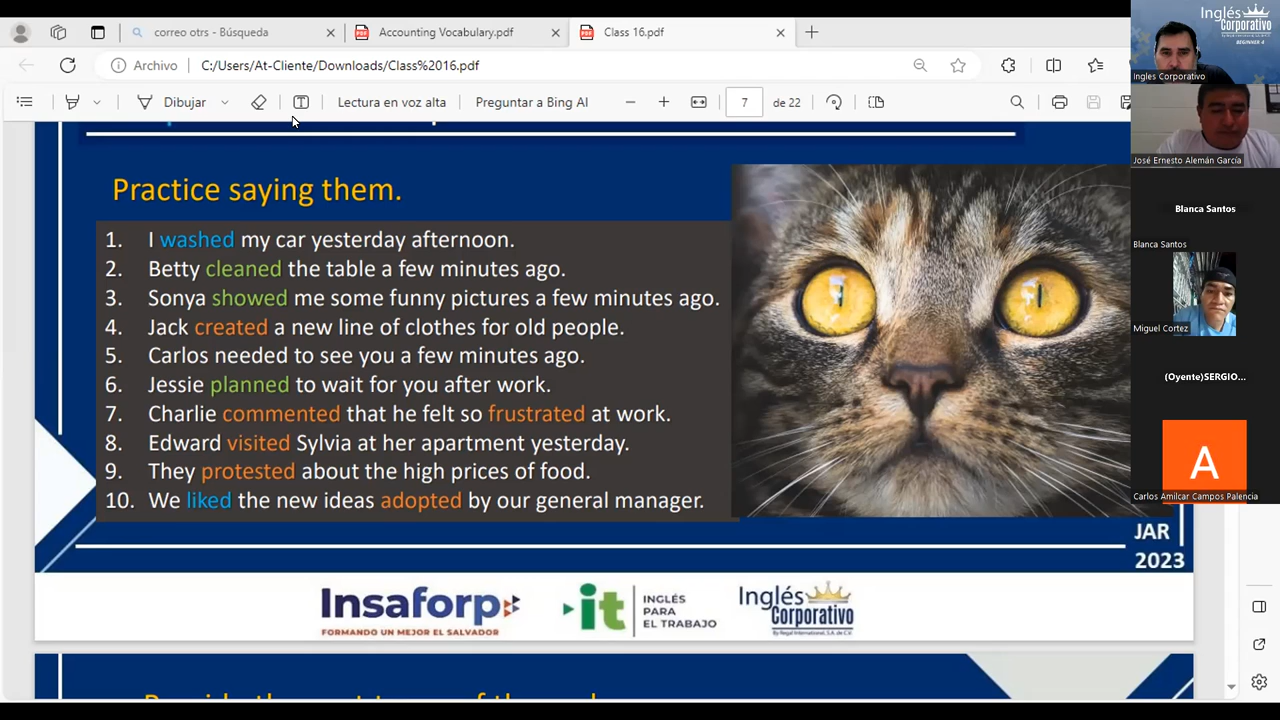 correo otrs - Búsqueda
Accounting Vocabulary.pdf
Class 16.pdf
Archivo
C:/Users/At-Cliente/Downloads/Class%2016.pdf
Dibujar
Lectura en voz alta
Preguntar a Bing AI
7
de 22
Practice saying them.
1. I washed my car yesterday afternoon.
2. Betty cleaned the table a few minutes ago.
3. Sonya showed me some funny pictures a few minutes ago.
4. Jack created a new line of clothes for old people.
5. Carlos needed to see you a few minutes ago.
6. Jessie planned to wait for you after work.
7. Charlie commented that he felt so frustrated at work.
8. Edward visited Sylvia at her apartment yesterday.
9. They protested about the high prices of food.
10. We liked the new ideas adopted by our general manager.
JAR
2023
Insaforp
FORMANDO UN MEJOR EL SALVADOR
it
INGLÉS
PARA
EL TRABAJO
Inglés
Corporativo
By Regal International, S.A. de C.V.
Inglés
Corporativo
BEGINNER 4
Ingles Corporativo
José Ernesto Alemán García
Blanca Santos
Blanca Santos
Miguel Cortez
(Oyente)SERGIO...
A
Carlos Amilcar Campos Palencia